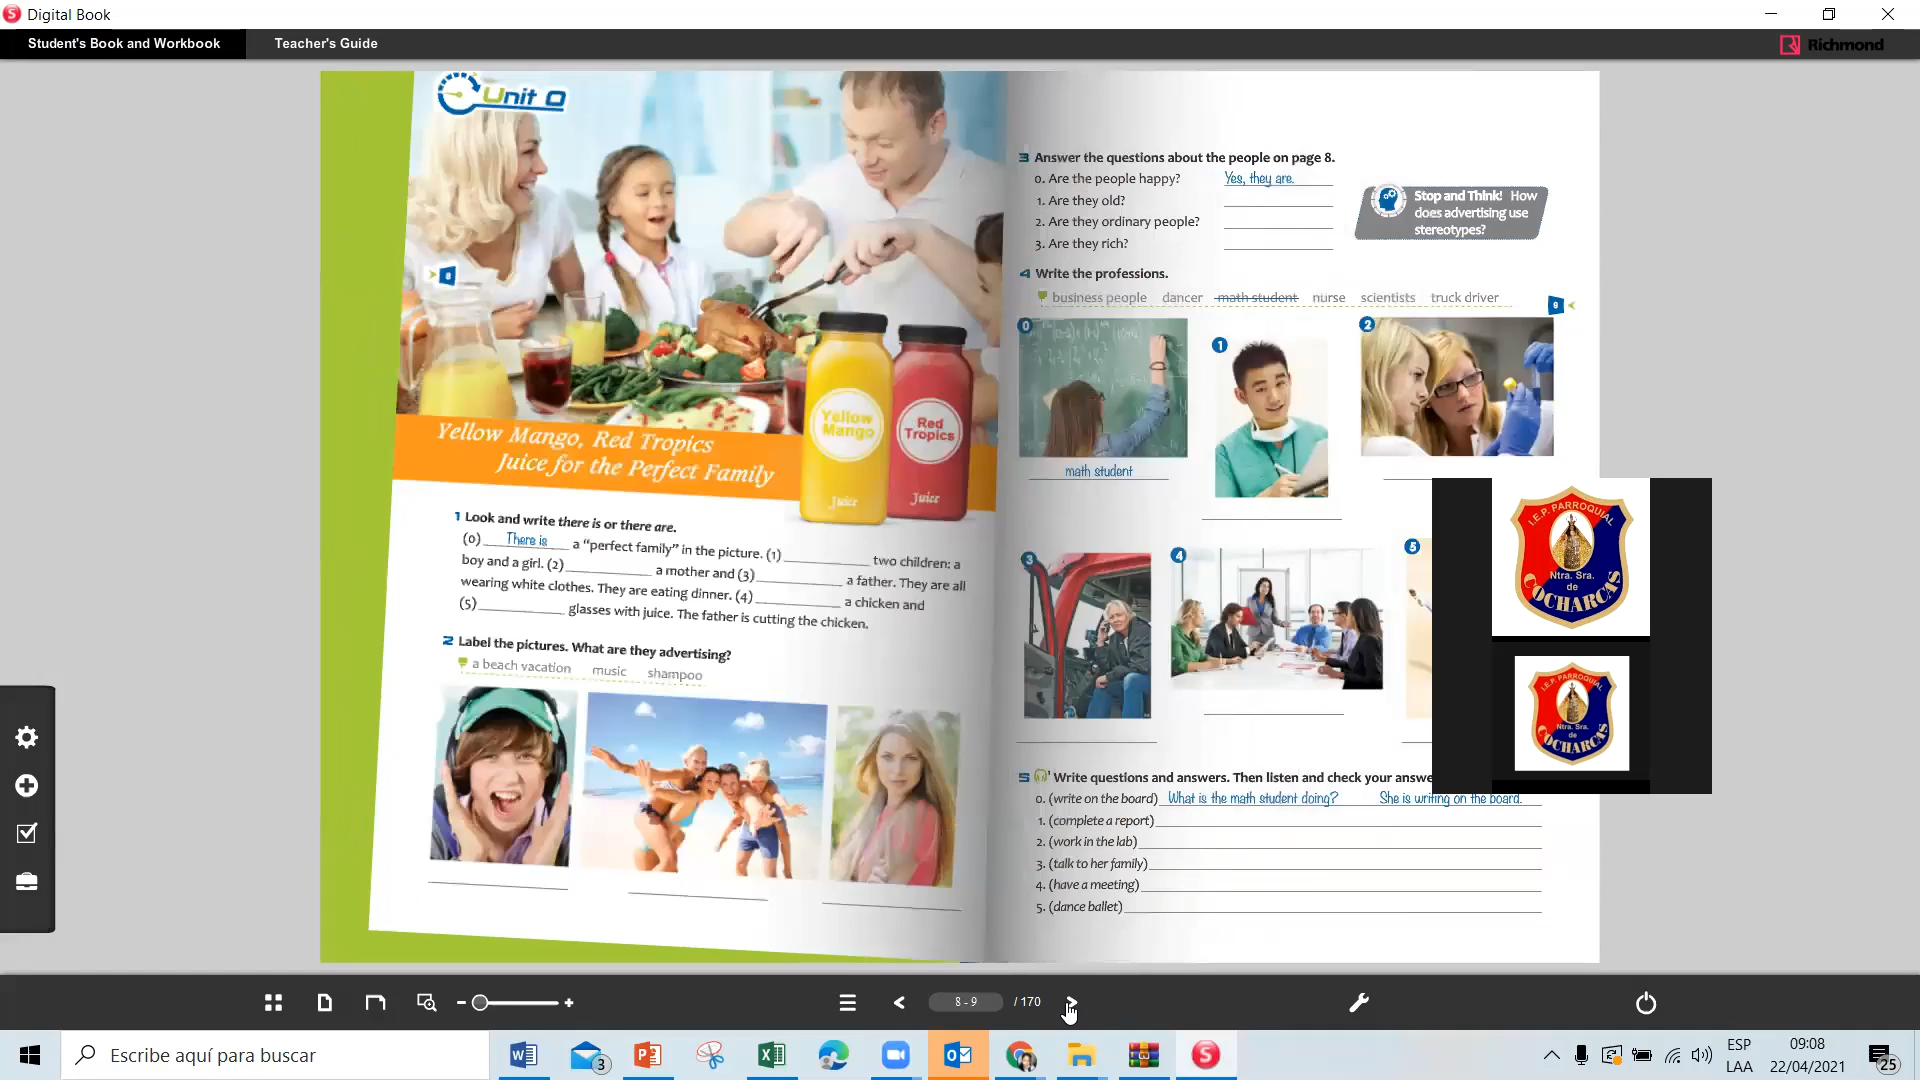 Digital Book
Student's Book and Workbook
Teacher's Guide
Richmond
Unit 0
8
Yellow Mango
Juice
Red Tropics
Juice
Yellow Mango, Red Tropics
Juice for the Perfect Family
1 Look and write there is or there are.
(0) There is a “perfect family” in the picture. (1) two children: a
boy and a girl. (2) a mother and (3) a father. They are all
wearing white clothes. They are eating dinner. (4) a chicken and
(5) glasses with juice. The father is cutting the chicken.
2 Label the pictures. What are they advertising?
a beach vacation music shampoo
3 Answer the questions about the people on page 8.
0. Are the people happy? Yes, they are.
1. Are they old?
2. Are they ordinary people?
3. Are they rich?
Stop and Think! How
does advertising use
stereotypes?
4 Write the professions.
business people dancer math student nurse scientists truck driver
9
0
1
2
math student
3
4
5
5 Write questions and answers. Then listen and check your answe
0. (write on the board) What is the math student doing? She is writing on the board.
1. (complete a report)
2. (work in the lab)
3. (talk to her family)
4. (have a meeting)
5. (dance ballet)
I.E.P. PARROQUIAL
Ntra. Sra.
de
COCHARCAS
I.E.P. PARROQUIAL
Ntra. Sra.
de
COCHARCAS
8 - 9 / 170
Escribe aquí para buscar
3
ESP
LAA
09:08
22/04/2021
25